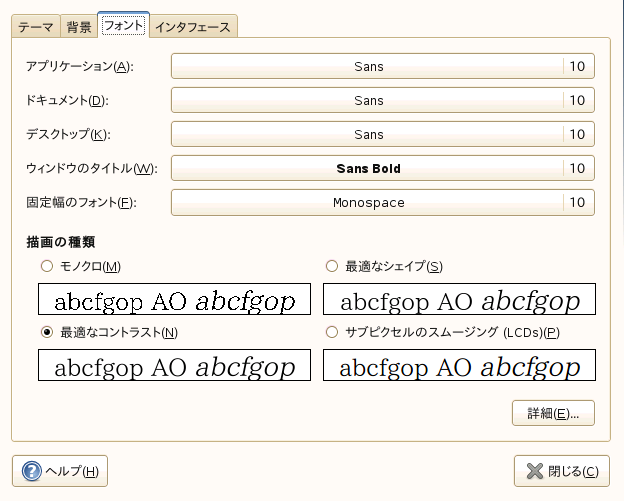 テーマ 背景 フォント インタフェース
アプリケーション(A): Sans 10
ドキュメント(D): Sans 10
デスクトップ(K): Sans 10
ウィンドウのタイトル(W): Sans Bold 10
固定幅のフォント(F): Monospace 10
描画の種類
モノクロ(M) 最適なシェイプ(S)
abcfgop AO abcfgop abcfgop AO abcfgop
最適なコントラスト(N) サブピクセルのスムージング (LCDs)(P)
abcfgop AO abcfgop abcfgop AO abcfgop
詳細(E)...
ヘルプ(H) 閉じる(C)